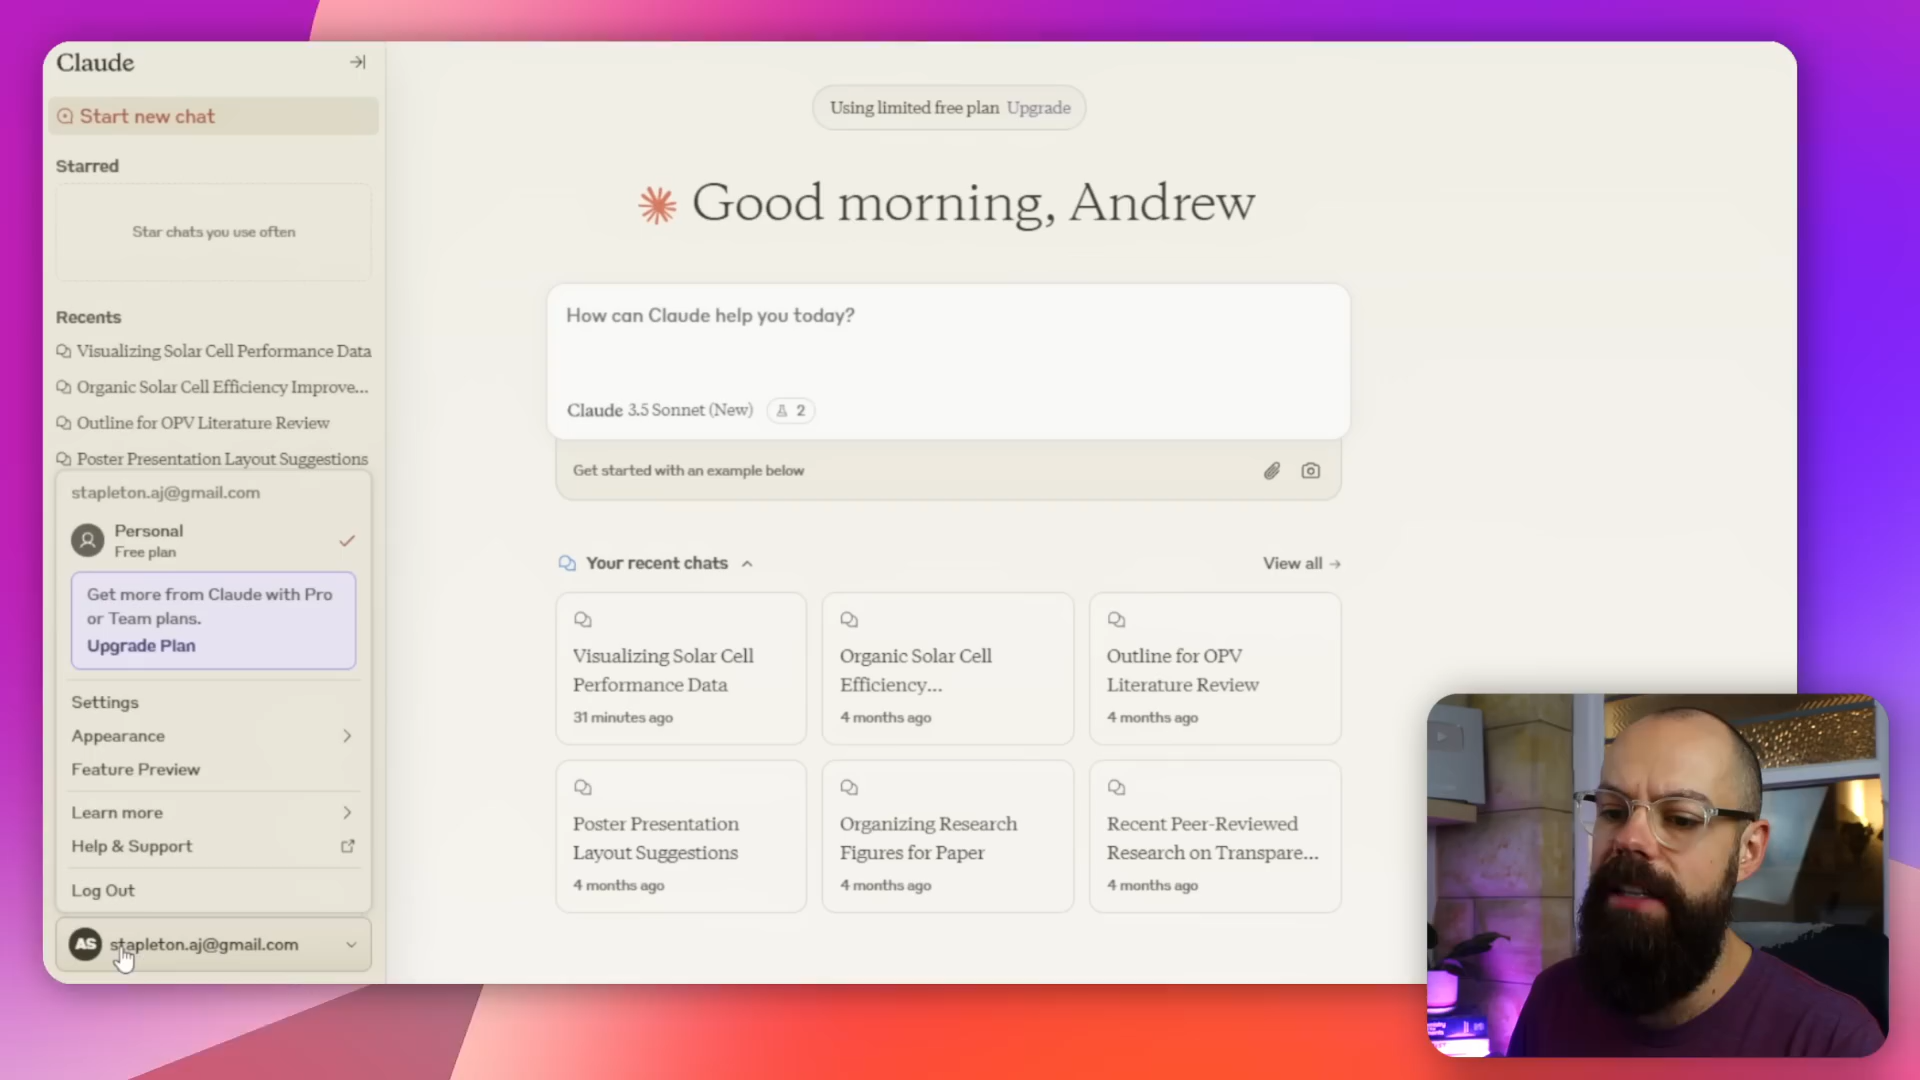 Claude
Start new chat
Starred
Star chats you use often
Recents
Visualizing Solar Cell Performance Data
Organic Solar Cell Efficiency Improve...
Outline for OPV Literature Review
Poster Presentation Layout Suggestions
stapleton.aj@gmail.com
Personal
Free plan
Get more from Claude with Pro
or Team plans.
Upgrade Plan
Settings
Appearance
Feature Preview
Learn more
Help & Support
Log Out
AS stapleton.aj@gmail.com
Using limited free plan Upgrade
Good morning, Andrew
How can Claude help you today?
Claude 3.5 Sonnet (New) 2
Get started with an example below
Your recent chats
View all →
Visualizing Solar Cell
Performance Data
31 minutes ago
Organic Solar Cell
Efficiency...
4 months ago
Outline for OPV
Literature Review
4 months ago
Poster Presentation
Layout Suggestions
4 months ago
Organizing Research
Figures for Paper
4 months ago
Recent Peer-Reviewed
Research on Transpare...
4 months ago